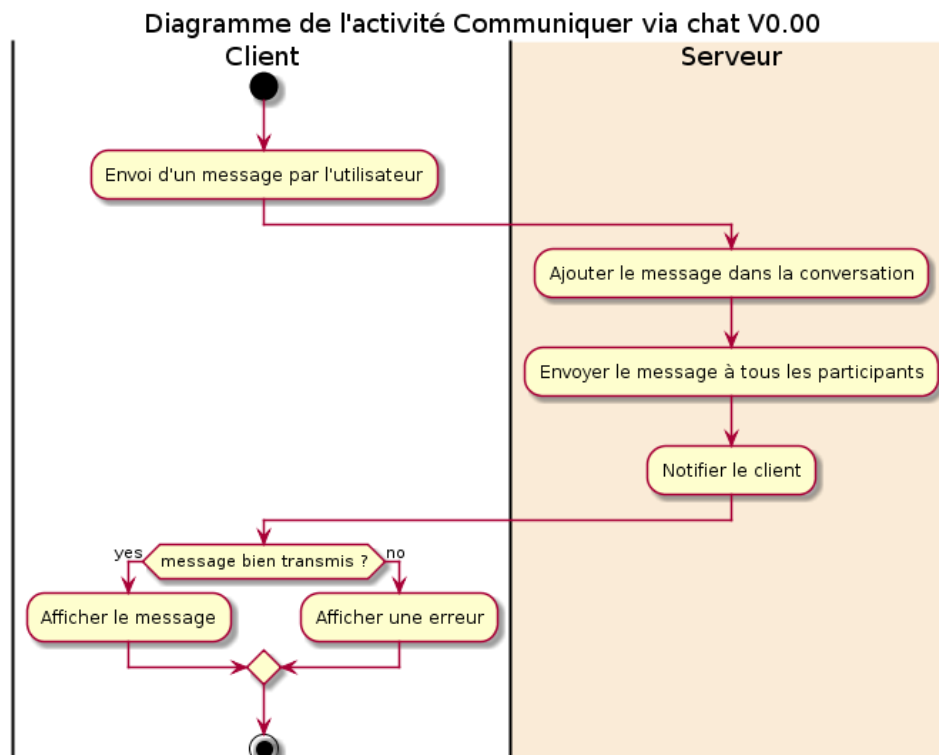 Diagramme de l'activité Communiquer via chat V0.00
Client
Serveur
Envoi d'un message par l'utilisateur
Ajouter le message dans la conversation
Envoyer le message à tous les participants
Notifier le client
yes
message bien transmis ?
no
Afficher le message
Afficher une erreur